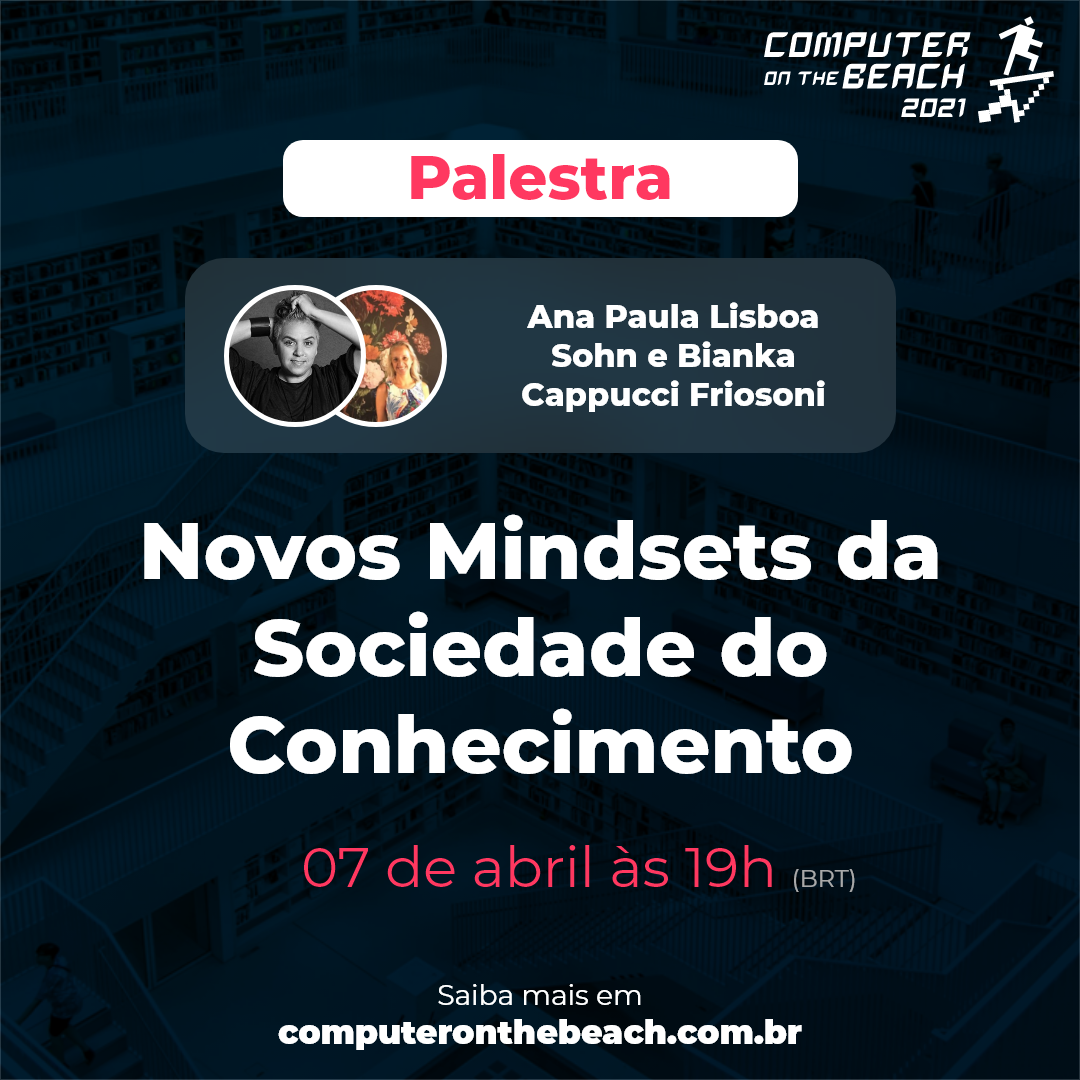 COMPUTER
ON THE BEACH
2021
Palestra
Ana Paula Lisboa
Sohn e Bianka
Cappucci Friosoni
Novos Mindsets da
Sociedade do
Conhecimento
07 de abril às 19h (BRT)
Saiba mais em
computeronthebeach.com.br